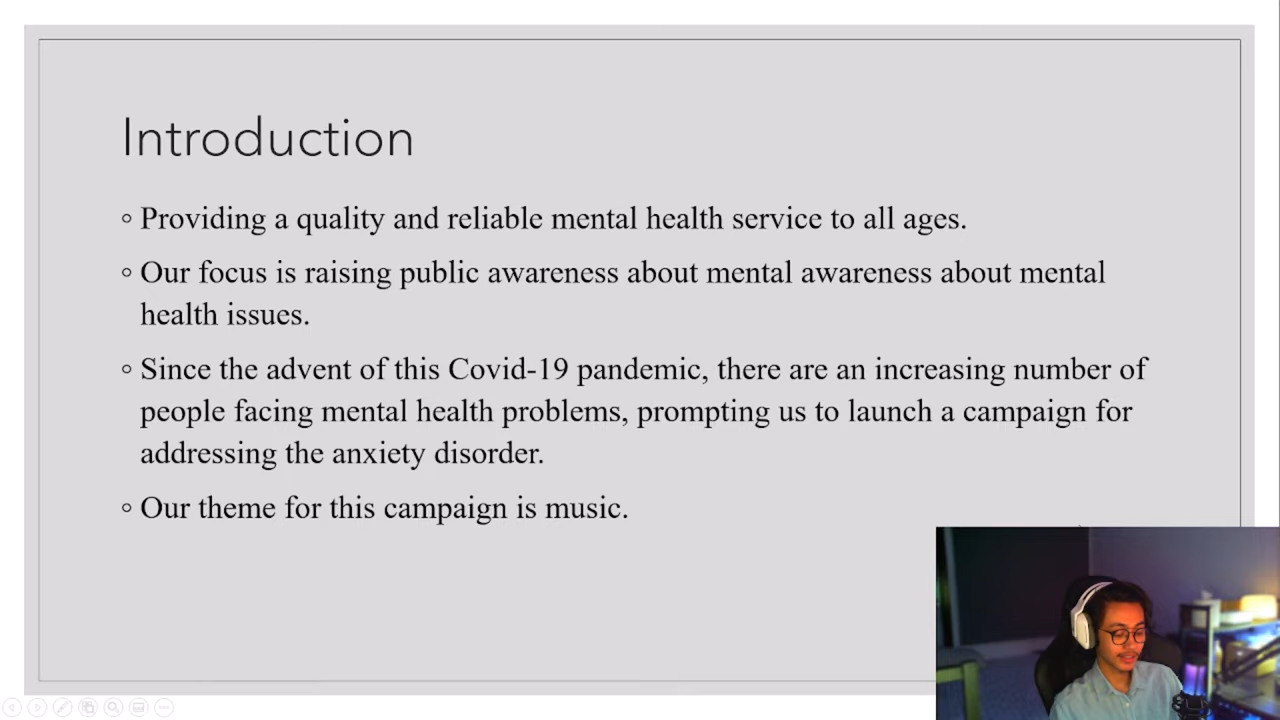 Introduction
◦ Providing a quality and reliable mental health service to all ages.
◦ Our focus is raising public awareness about mental awareness about mental
health issues.
◦ Since the advent of this Covid-19 pandemic, there are an increasing number of
people facing mental health problems, prompting us to launch a campaign for
addressing the anxiety disorder.
◦ Our theme for this campaign is music.